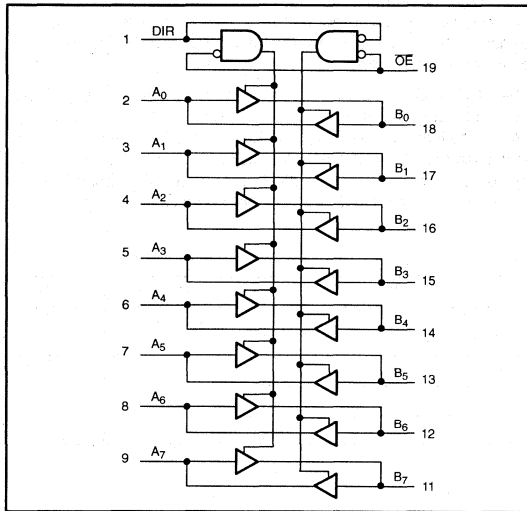 1 DIR
OE 19
2 A0
B0 18
3 A1
B1 17
4 A2
B2 16
5 A3
B3 15
6 A4
B4 14
7 A5
B5 13
8 A6
B6 12
9 A7
B7 11